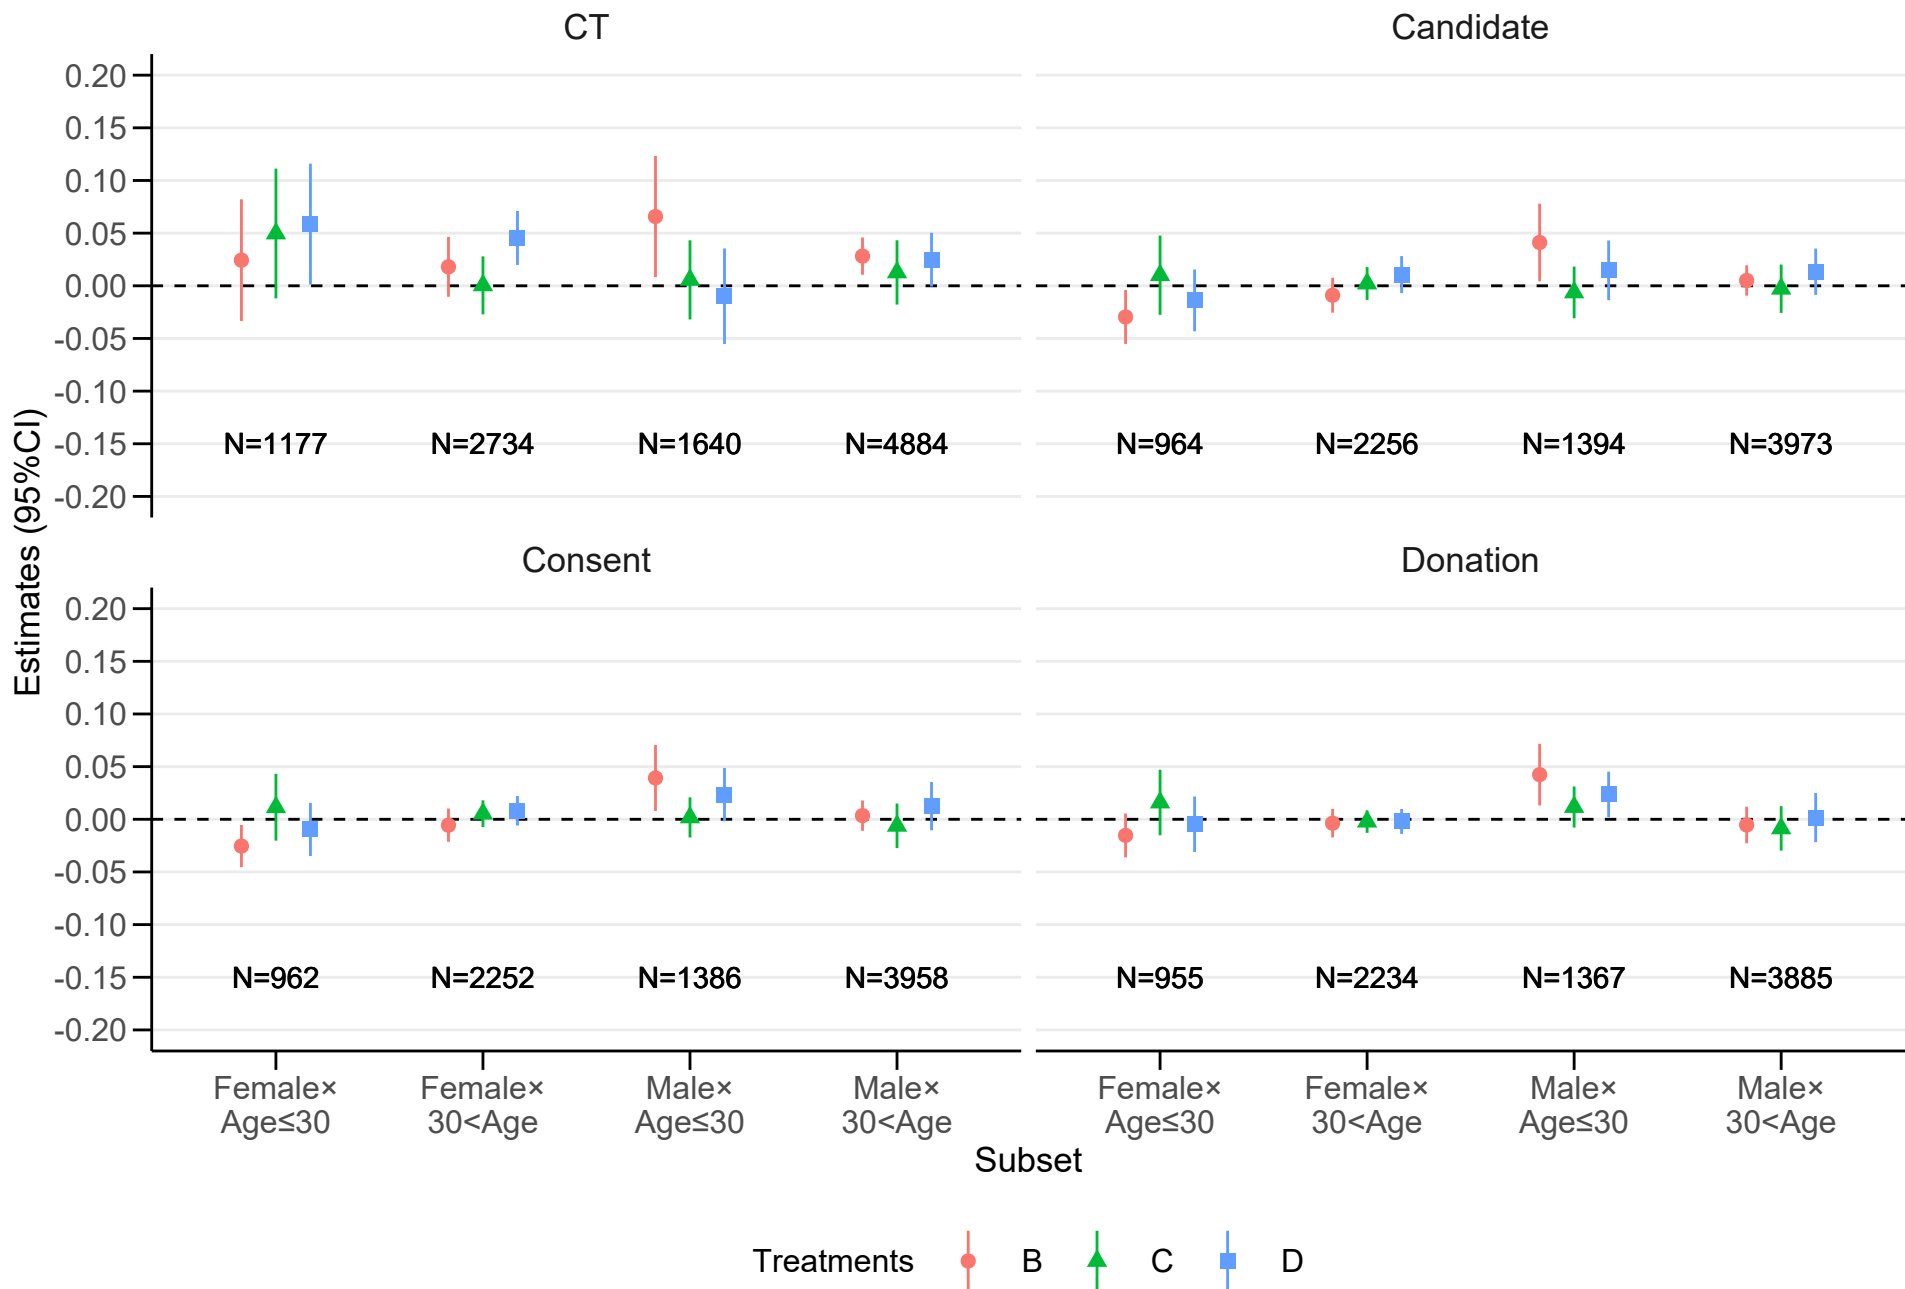 CT
Candidate
0.20
0.15
0.10
0.05
0.00
-0.05
-0.10
-0.15
-0.20
N=1177
N=2734
N=1640
N=4884
N=964
N=2256
N=1394
N=3973
Estimates (95%CI)
Consent
Donation
0.20
0.15
0.10
0.05
0.00
-0.05
-0.10
-0.15
-0.20
N=962
N=2252
N=1386
N=3958
N=955
N=2234
N=1367
N=3885
Female×
Age≤30
Female×
30<Age
Male×
Age≤30
Male×
30<Age
Female×
Age≤30
Female×
30<Age
Male×
Age≤30
Male×
30<Age
Subset
Treatments B C D